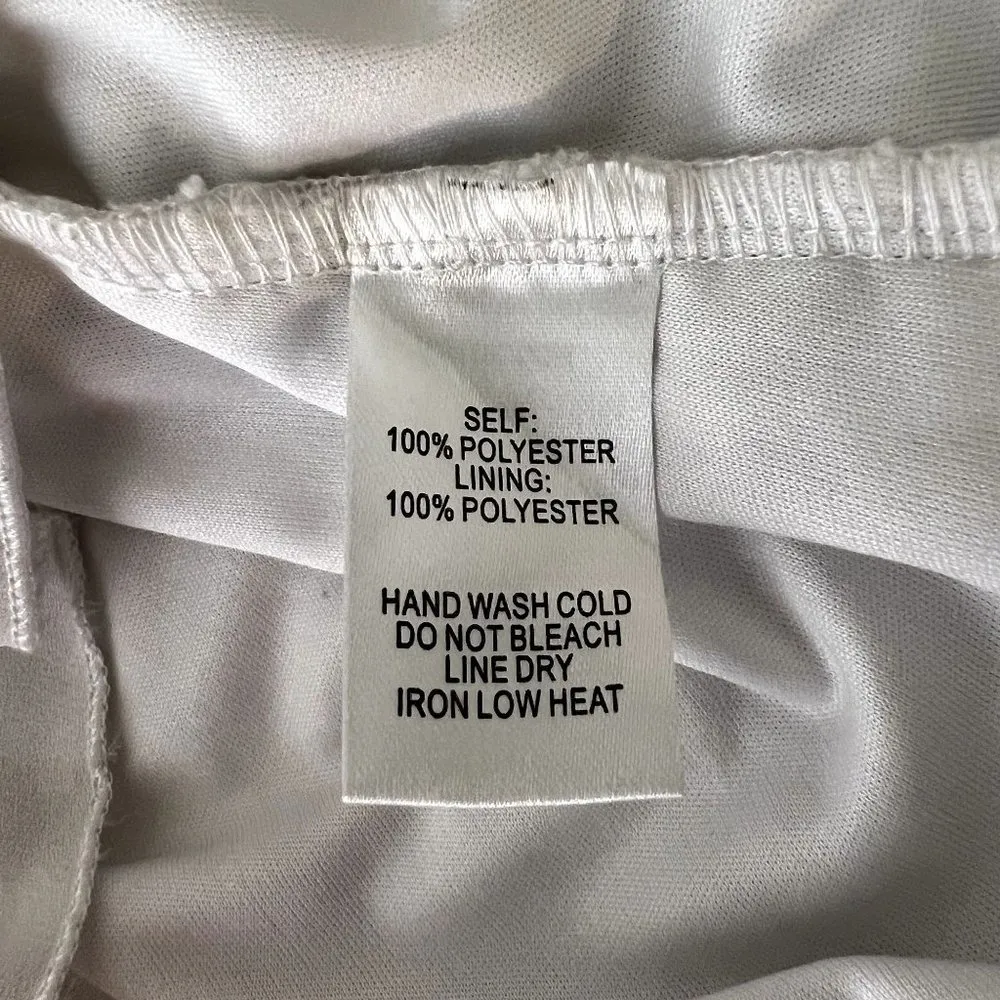 SELF:
100% POLYESTER
LINING:
100% POLYESTER
HAND WASH COLD
DO NOT BLEACH
LINE DRY
IRON LOW HEAT